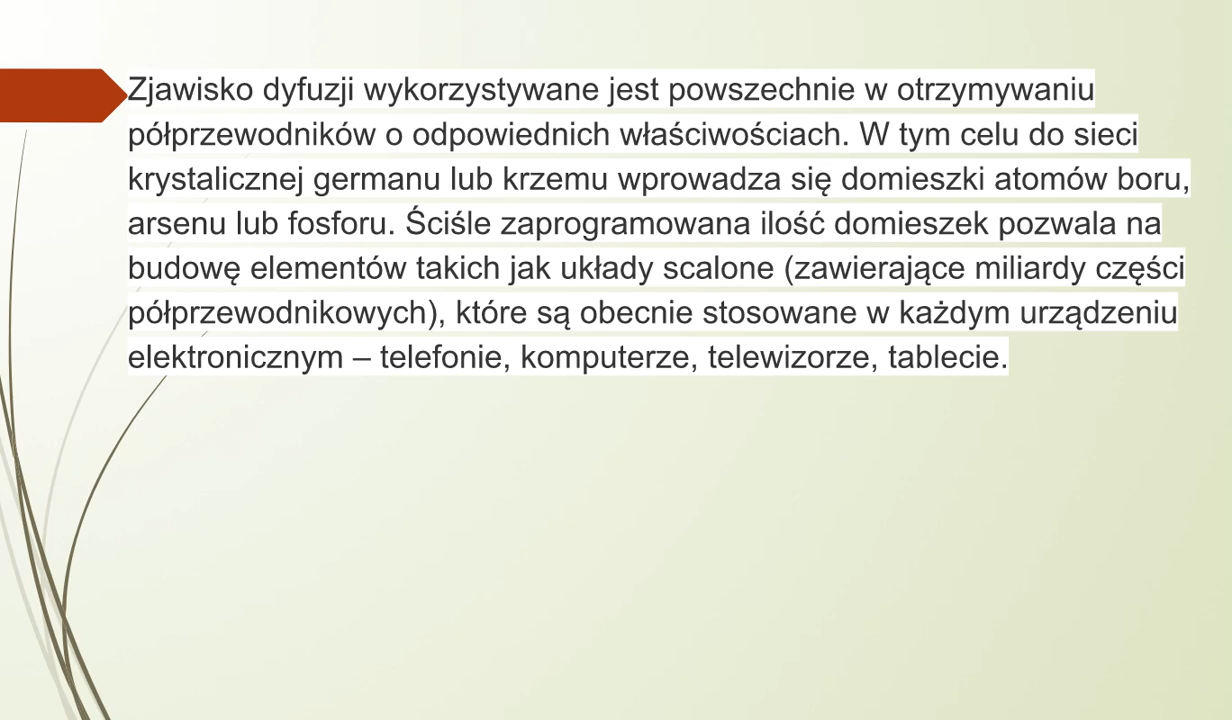 Zjawisko dyfuzji wykorzystywane jest powszechnie w otrzymywaniu
półprzewodników o odpowiednich właściwościach. W tym celu do sieci
krystalicznej germanu lub krzemu wprowadza się domieszki atomów boru,
arsenu lub fosforu. Ściśle zaprogramowana ilość domieszek pozwala na
budowę elementów takich jak układy scalone (zawierające miliardy części
półprzewodnikowych), które są obecnie stosowane w każdym urządzeniu
elektronicznym – telefonie, komputerze, telewizorze, tablecie.